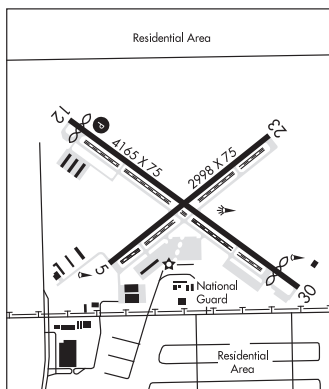 Residential Area
12
P
4165 X 75
2998 X 75
23
5
National
Guard
30
Residential
Area